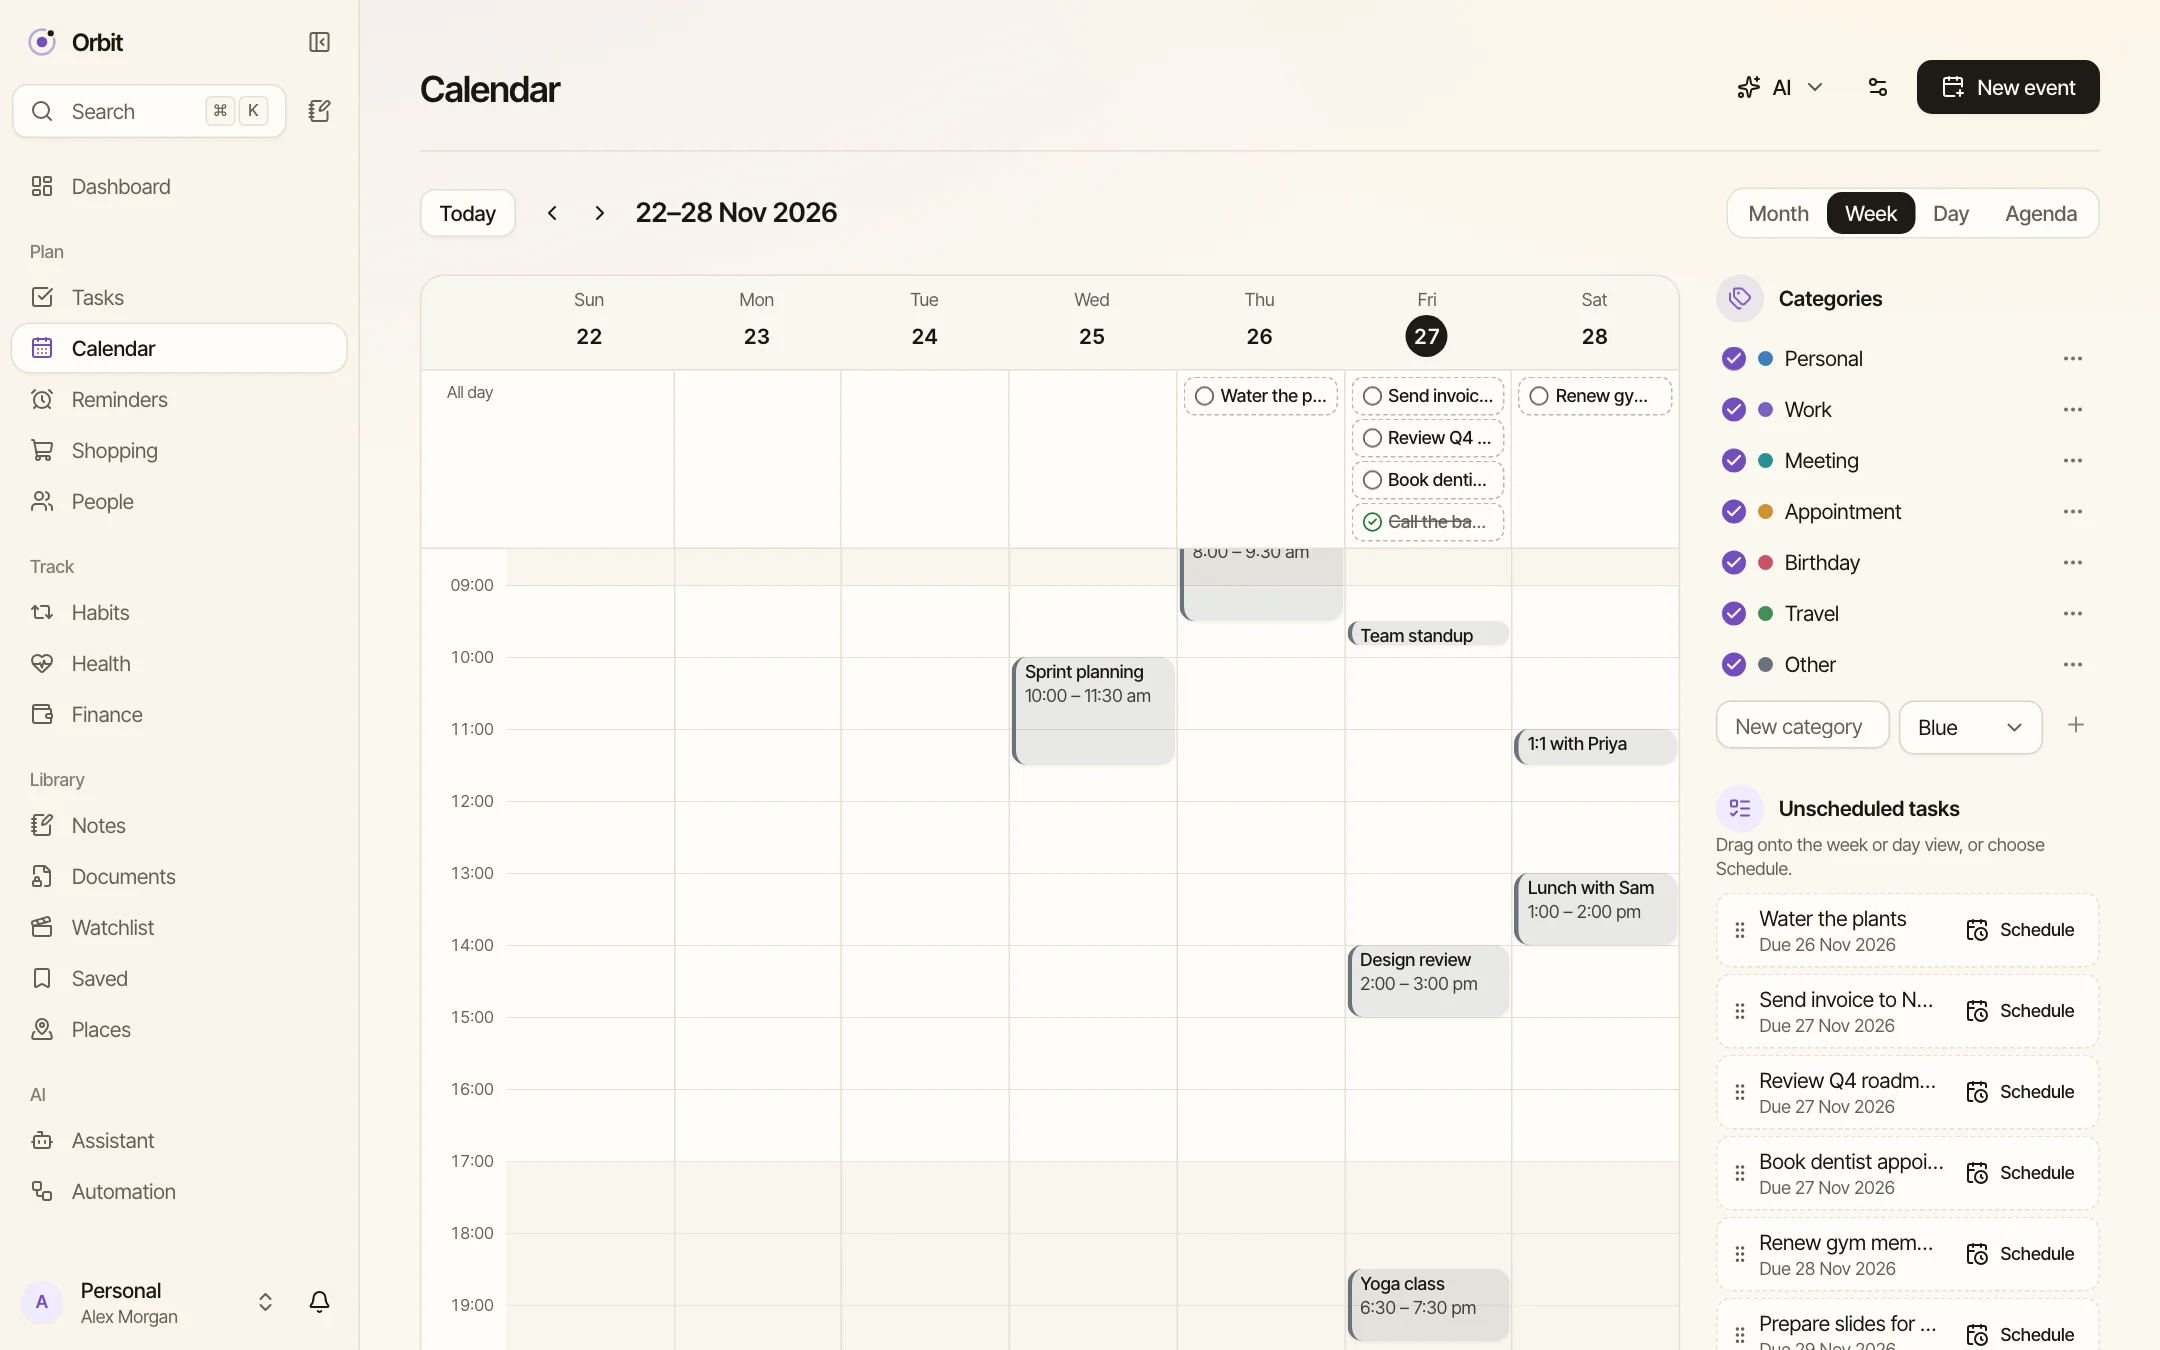 Orbit
Search ⌘ K
Dashboard
Plan
Tasks
Calendar
Reminders
Shopping
People
Track
Habits
Health
Finance
Library
Notes
Documents
Watchlist
Saved
Places
AI
Assistant
Automation
A
Personal
Alex Morgan
Calendar
AI
New event
Today
22–28 Nov 2026
Month Week Day Agenda
Sun Mon Tue Wed Thu Fri Sat
22 23 24 25 26 27 28
All day
Water the p...
Send invoic...
Review Q4 ...
Book denti...
Call the ba...
Renew gy...
8:00 – 9:30 am
09:00
Team standup
10:00
Sprint planning
10:00 – 11:30 am
11:00
1:1 with Priya
12:00
13:00
Lunch with Sam
1:00 – 2:00 pm
14:00
Design review
2:00 – 3:00 pm
15:00
16:00
17:00
18:00
Yoga class
6:30 – 7:30 pm
19:00
Categories
Personal
Work
Meeting
Appointment
Birthday
Travel
Other
New category
Blue
Unscheduled tasks
Drag onto the week or day view, or choose
Schedule.
Water the plants
Due 26 Nov 2026
Schedule
Send invoice to N...
Due 27 Nov 2026
Schedule
Review Q4 roadm...
Due 27 Nov 2026
Schedule
Book dentist appoi...
Due 27 Nov 2026
Schedule
Renew gym mem...
Due 28 Nov 2026
Schedule
Prepare slides for ...
Due 29 Nov 2026
Schedule